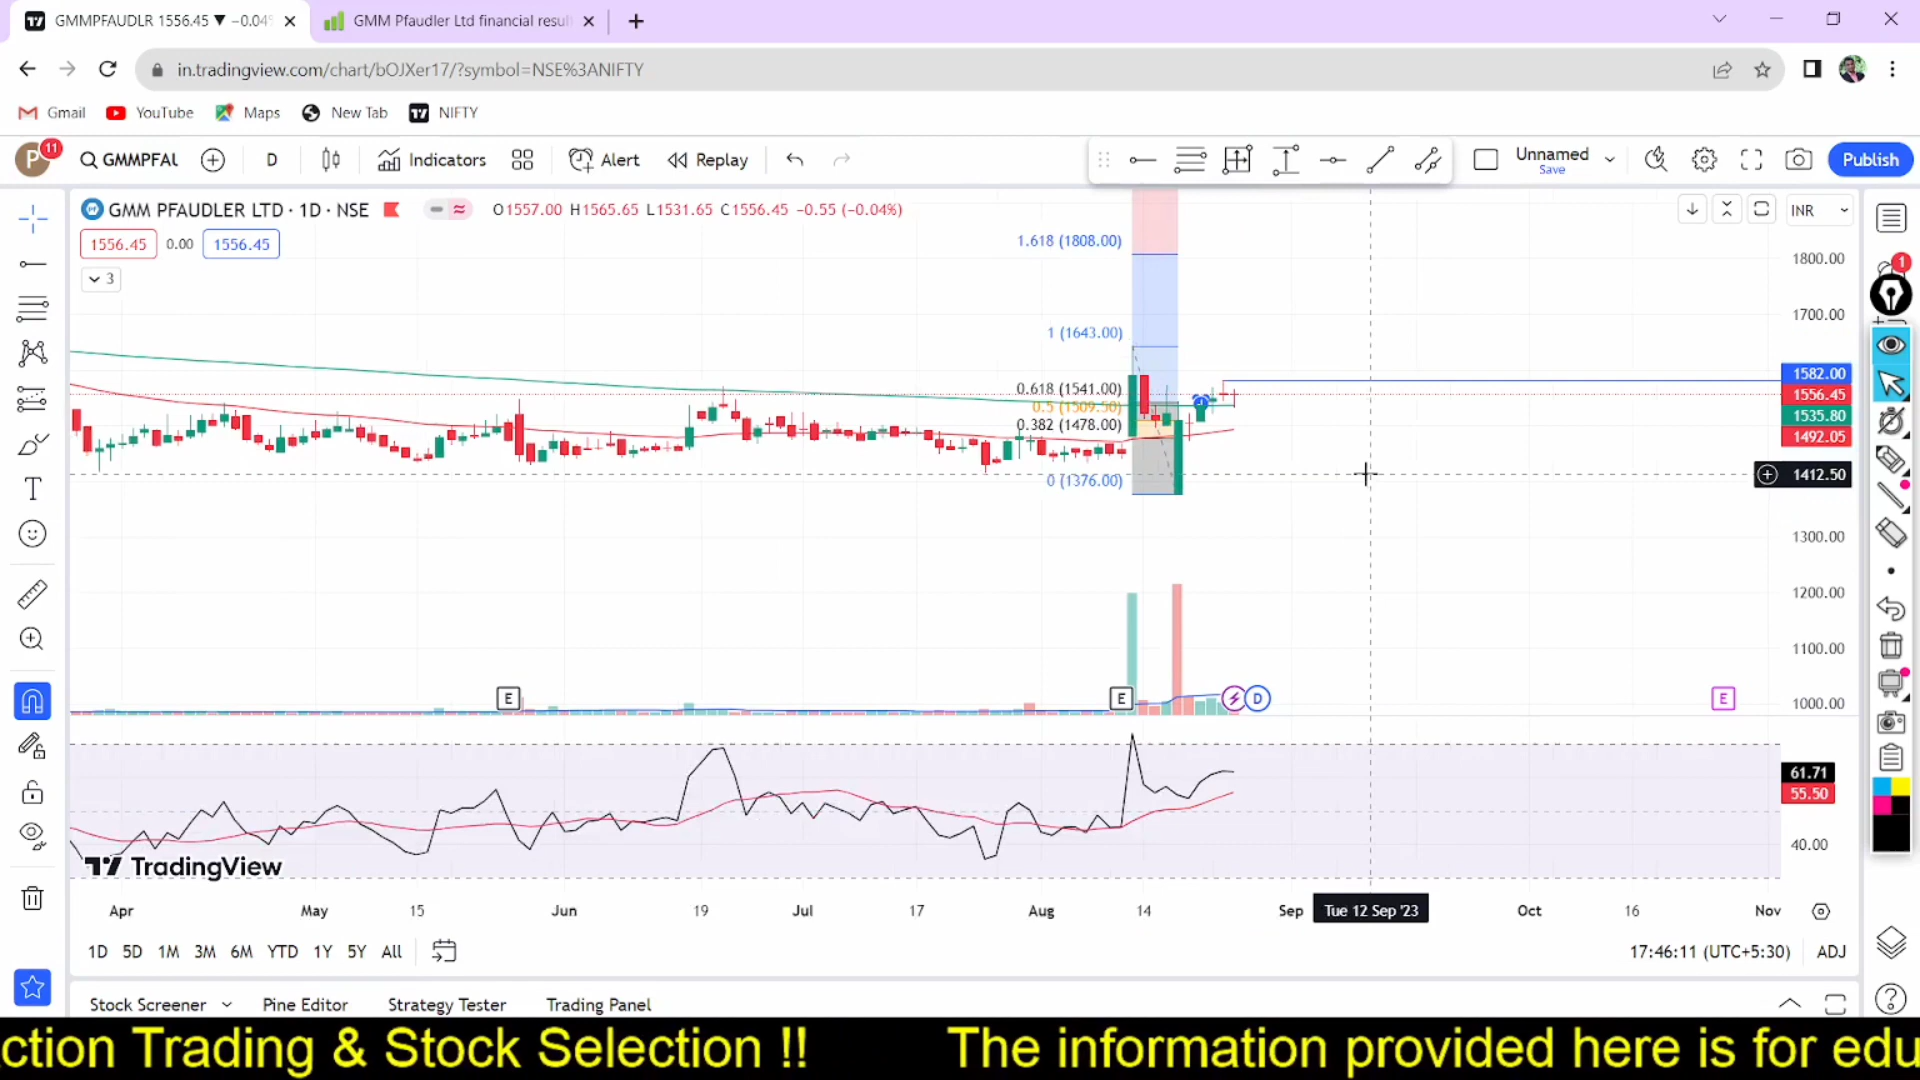 GMMPFAUDLR 1556.45 ▼ −0.04%
GMM Pfaudler Ltd financial resul
in.tradingview.com/chart/bOJXer17/?symbol=NSE%3ANIFTY
Gmail YouTube Maps New Tab NIFTY
P 11 GMMPFAL D Indicators Alert Replay Unnamed Save Publish
GMM PFAUDLER LTD · 1D · NSE O1557.00 H1565.65 L1531.65 C1556.45 −0.55 (−0.04%)
INR
1556.45 0.00 1556.45
3
1.618 (1808.00)
1 (1643.00)
0.618 (1541.00)
0.5 (1509.50)
0.382 (1478.00)
0 (1376.00)
1800.00
1700.00
1582.00
1556.45
1535.80
1492.05
1412.50
1300.00
1200.00
1100.00
1000.00
1
E E D E
61.71
55.50
40.00
TradingView
Apr May 15 Jun 19 Jul 17 Aug 14 Sep Tue 12 Sep '23 Oct 16 Nov
1D 5D 1M 3M 6M YTD 1Y 5Y All 17:46:11 (UTC+5:30) ADJ
Stock Screener Pine Editor Strategy Tester Trading Panel
ction Trading & Stock Selection !! The information provided here is for edu